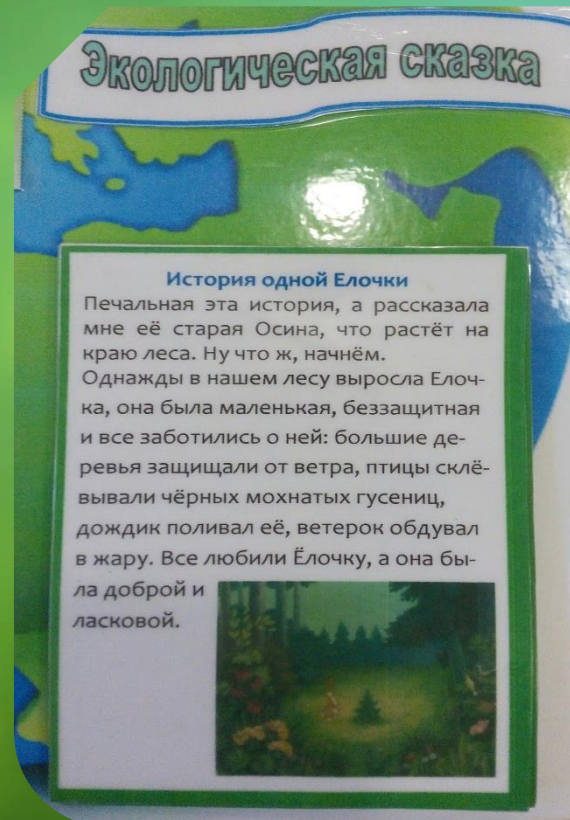 Экологическая сказка
История одной Елочки
Печальная эта история, а рассказала
мне её старая Осина, что растёт на
краю леса. Ну что ж, начнём.
Однажды в нашем лесу выросла Елоч-
ка, она была маленькая, беззащитная
и все заботились о ней: большие де-
ревья защищали от ветра, птицы склё-
вывали чёрных мохнатых гусениц,
дождик поливал её, ветерок обдувал
в жару. Все любили Ёлочку, а она бы-
ла доброй и
ласковой.